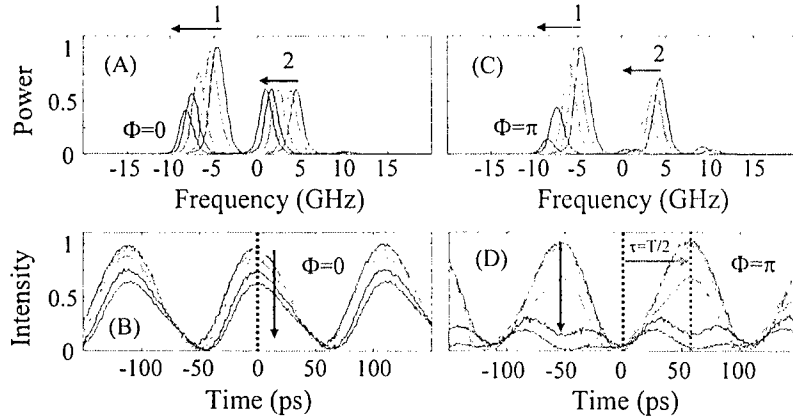 1
1
(A)
2
(C)
2
Power
1
0.5
0
Φ=0
Φ=π
-15 -10 -5 0 5 10 15
-15 -10 -5 0 5 10 15
Frequency (GHz)
Frequency (GHz)
Intensity
1
0.5
0
Φ=0
(B)
τ=T/2
(D)
Φ=π
-100 -50 0 50 100
-100 -50 0 50 100
Time (ps)
Time (ps)